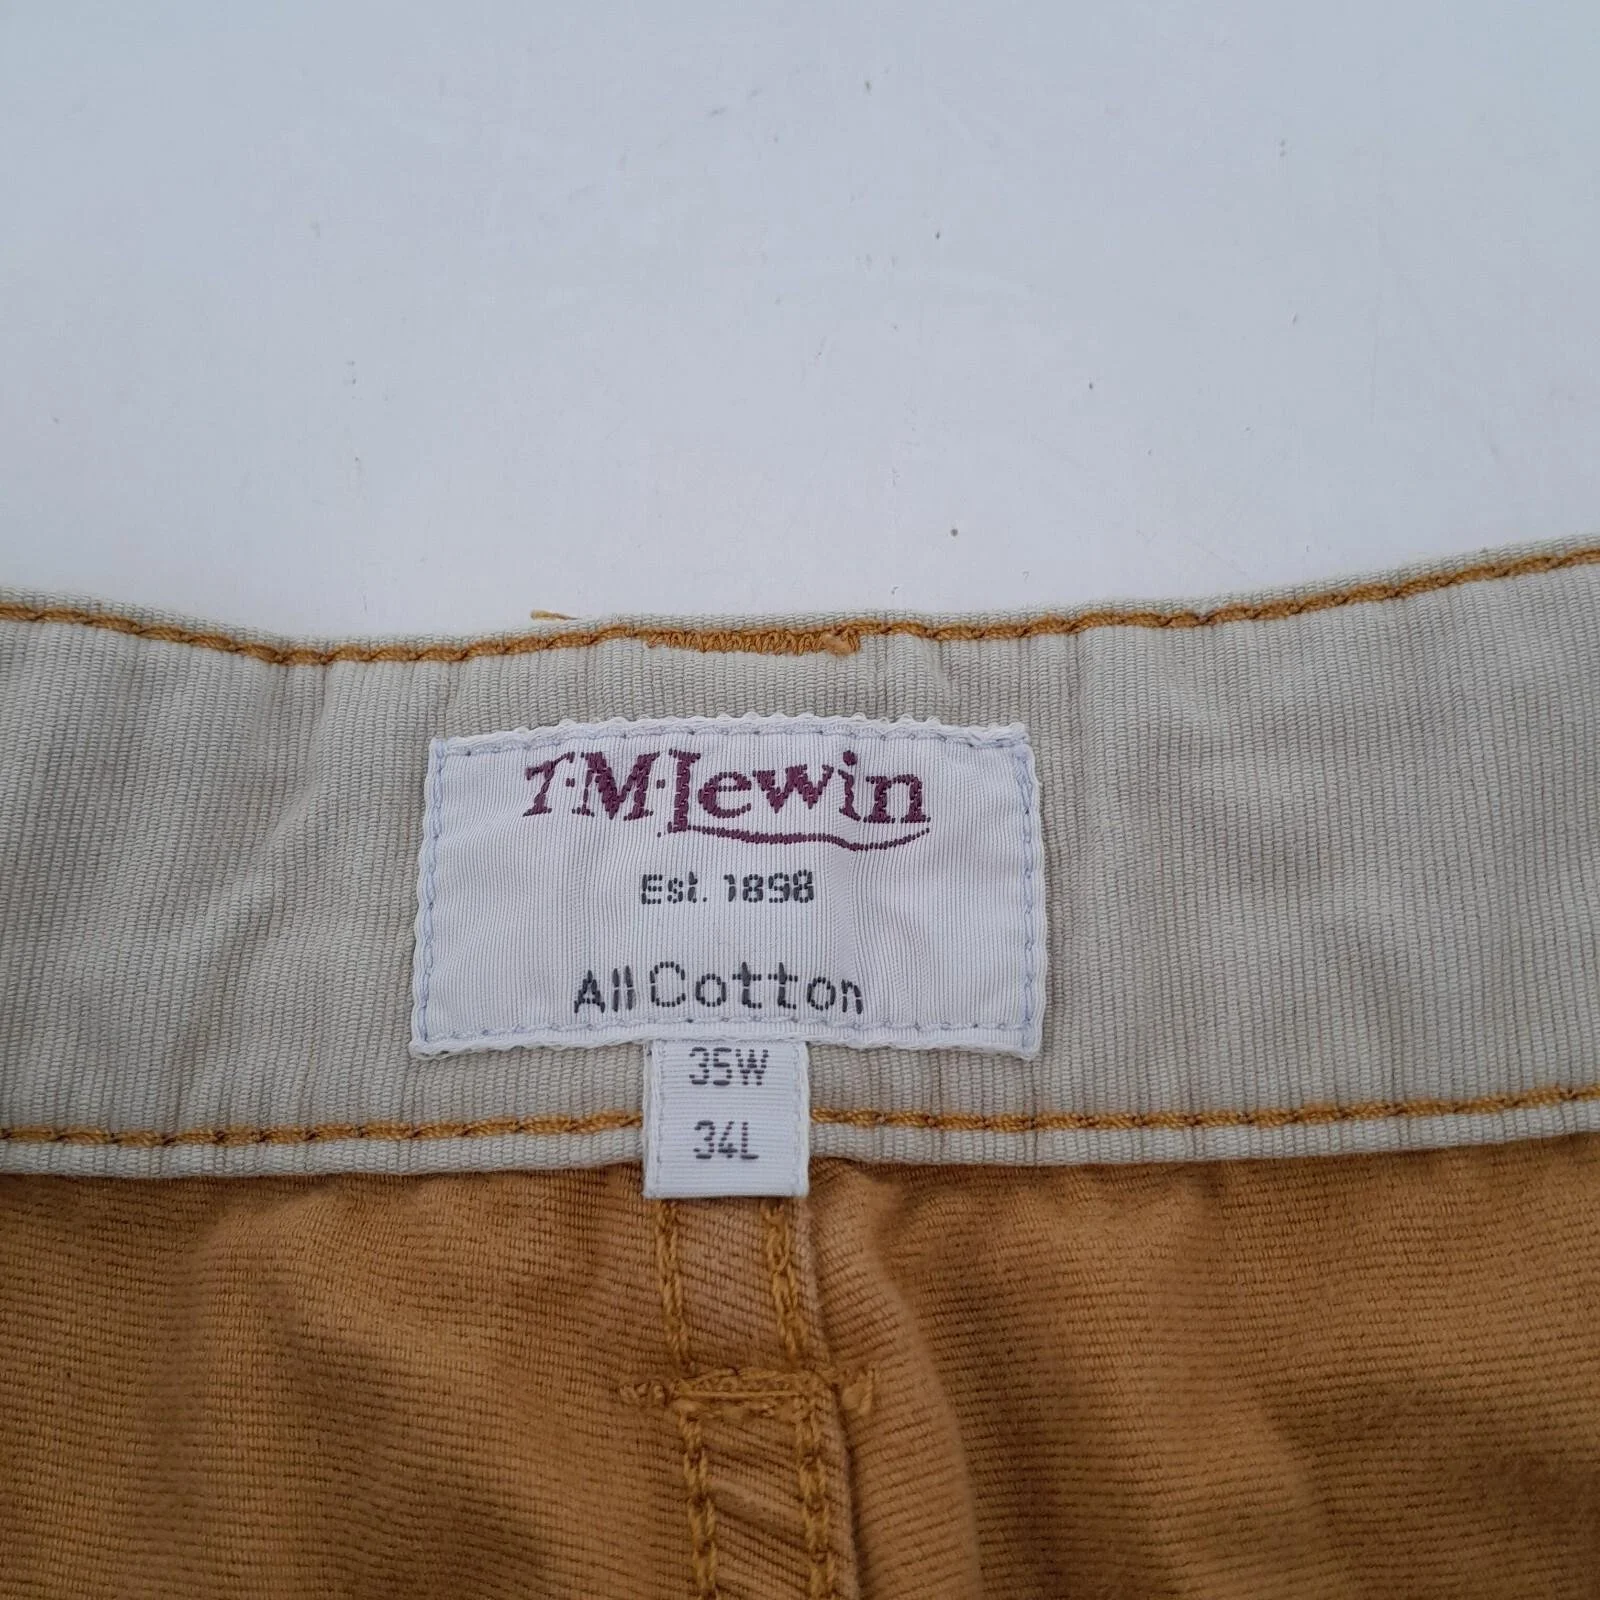 T·M·Lewin
Est. 1898
All Cotton
35W
34L